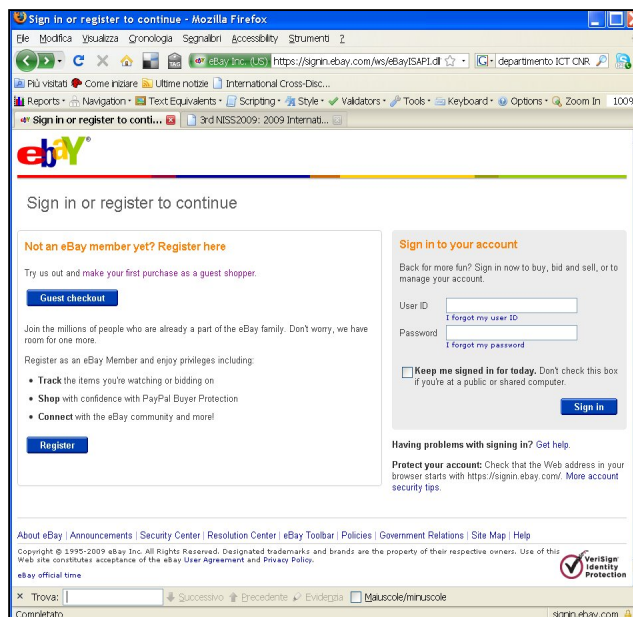 Sign in or register to continue - Mozilla Firefox
File Modifica Visualizza Cronologia Segnalibri Accessibility Strumenti ?
eBay Inc. (US) https://signin.ebay.com/ws/eBayISAPI.dll departimento ICT CNR
Più visitati Come iniziare Ultime notizie International Cross-Disc...
Reports Navigation Text Equivalents Scripting Style Validators Tools Keyboard Options Zoom In 100%
Sign in or register to conti... 3rd NISS2009: 2009 Internati...
ebay®
Sign in or register to continue
Not an eBay member yet? Register here
Try us out and make your first purchase as a guest shopper.
Guest checkout
Join the millions of people who are already a part of the eBay family. Don't worry, we have
room for one more.
Register as an eBay Member and enjoy privileges including:
• Track the items you're watching or bidding on
• Shop with confidence with PayPal Buyer Protection
• Connect with the eBay community and more!
Register
Sign in to your account
Back for more fun? Sign in now to buy, bid and sell, or to
manage your account.
User ID
I forgot my user ID
Password
I forgot my password
Keep me signed in for today. Don't check this box
if you're at a public or shared computer.
Sign in
Having problems with signing in? Get help.
Protect your account: Check that the Web address in your
browser starts with https://signin.ebay.com/. More account
security tips.
About eBay | Announcements | Security Center | Resolution Center | eBay Toolbar | Policies | Government Relations | Site Map | Help
Copyright © 1995-2009 eBay Inc. All Rights Reserved. Designated trademarks and brands are the property of their respective owners. Use of this
Web site constitutes acceptance of the eBay User Agreement and Privacy Policy.
eBay official time
VeriSign
Identity
Protection
Trova: Successivo Precedente Evidenzia Maiuscole/minuscole
Completato signin.ebay.com